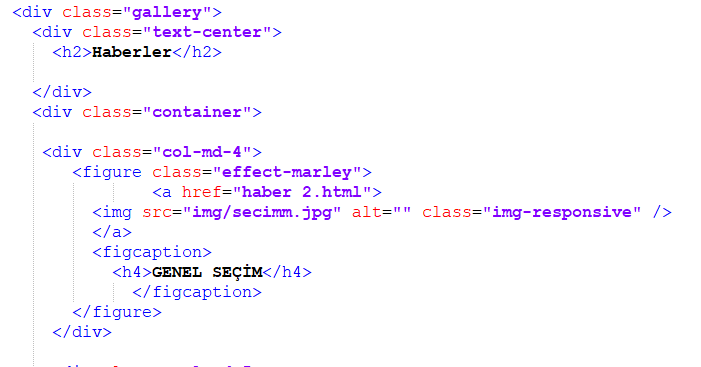 <div class="gallery">
<div class="text-center">
<h2>Haberler</h2>
</div>
<div class="container">
<div class="col-md-4">
<figure class="effect-marley">
<a href="haber 2.html">
<img src="img/secimm.jpg" alt="" class="img-responsive" />
</a>
<figcaption>
<h4>GENEL SEÇİM</h4>
</figcaption>
</figure>
</div>